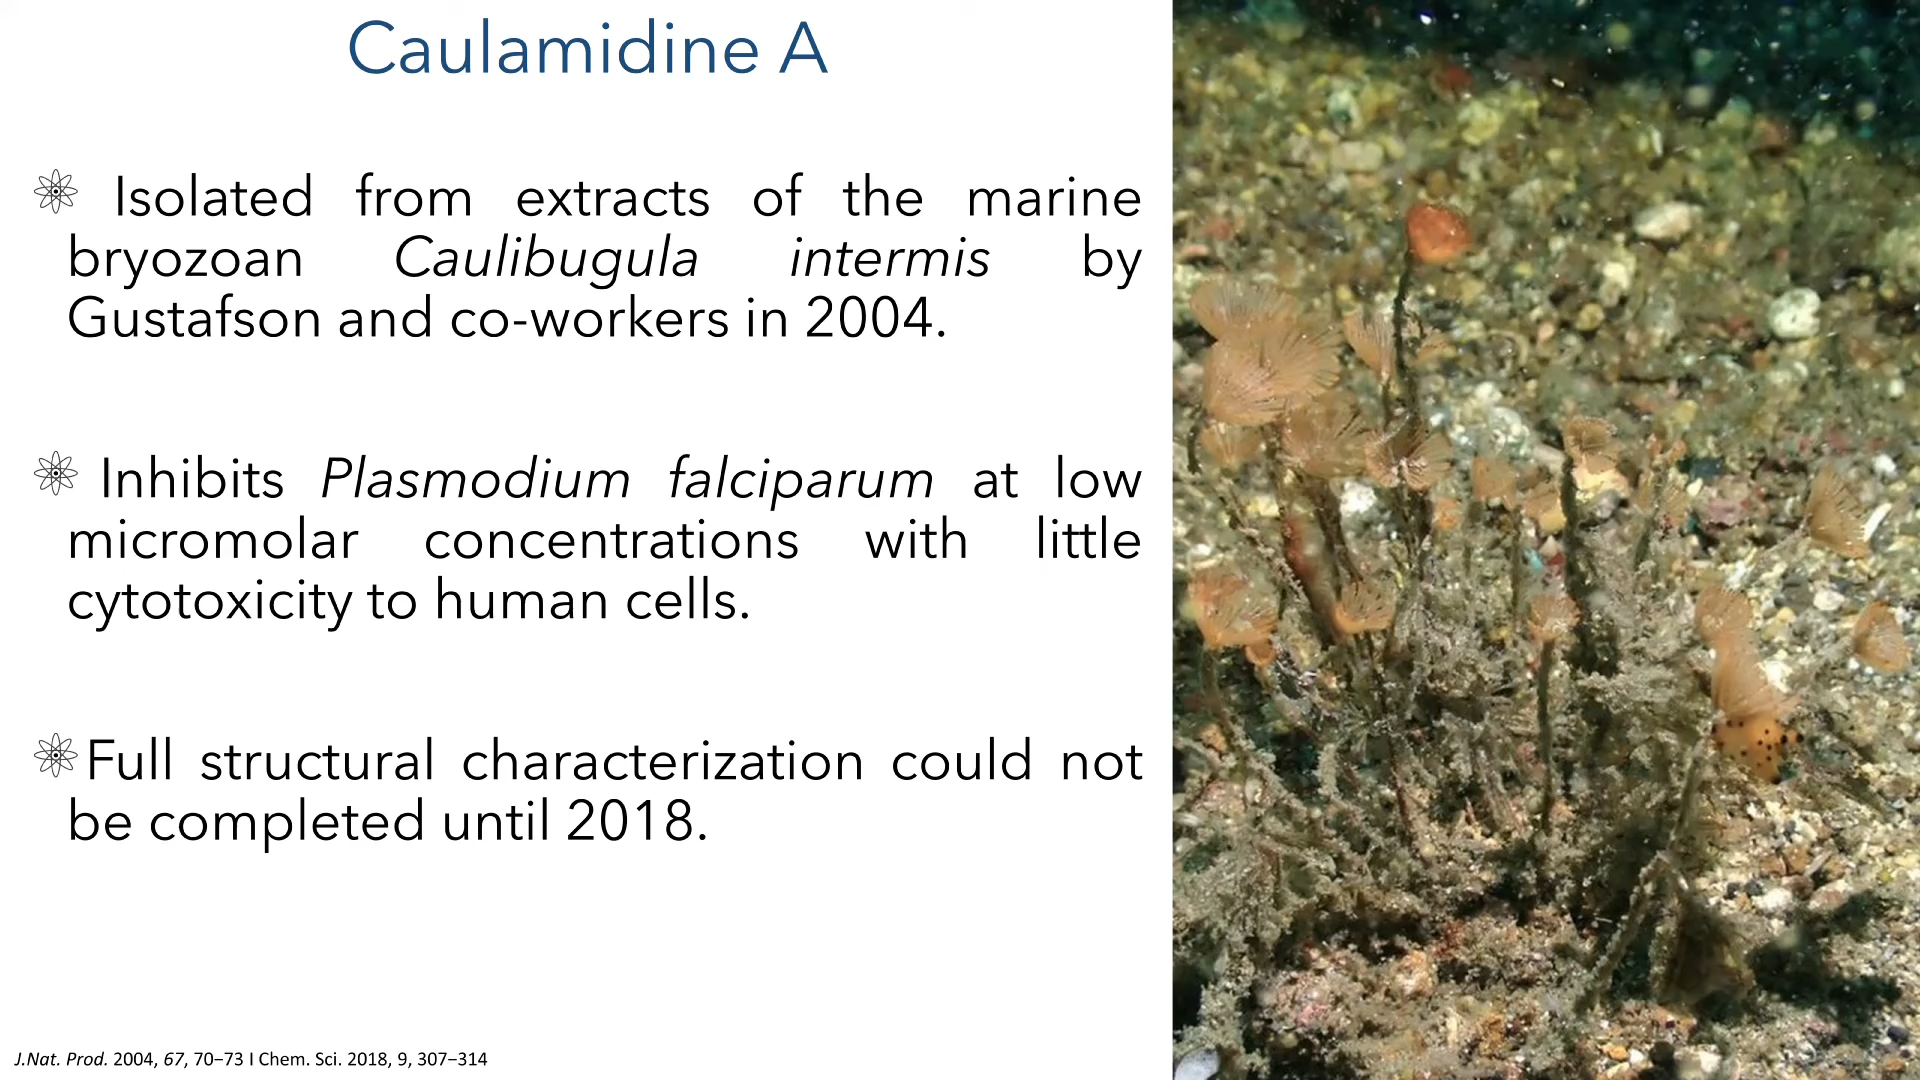 Caulamidine A
Isolated from extracts of the marine
bryozoan Caulibugula intermis by
Gustafson and co-workers in 2004.
Inhibits Plasmodium falciparum at low
micromolar concentrations with little
cytotoxicity to human cells.
Full structural characterization could not
be completed until 2018.
J.Nat. Prod. 2004, 67, 70–73 I Chem. Sci. 2018, 9, 307–314